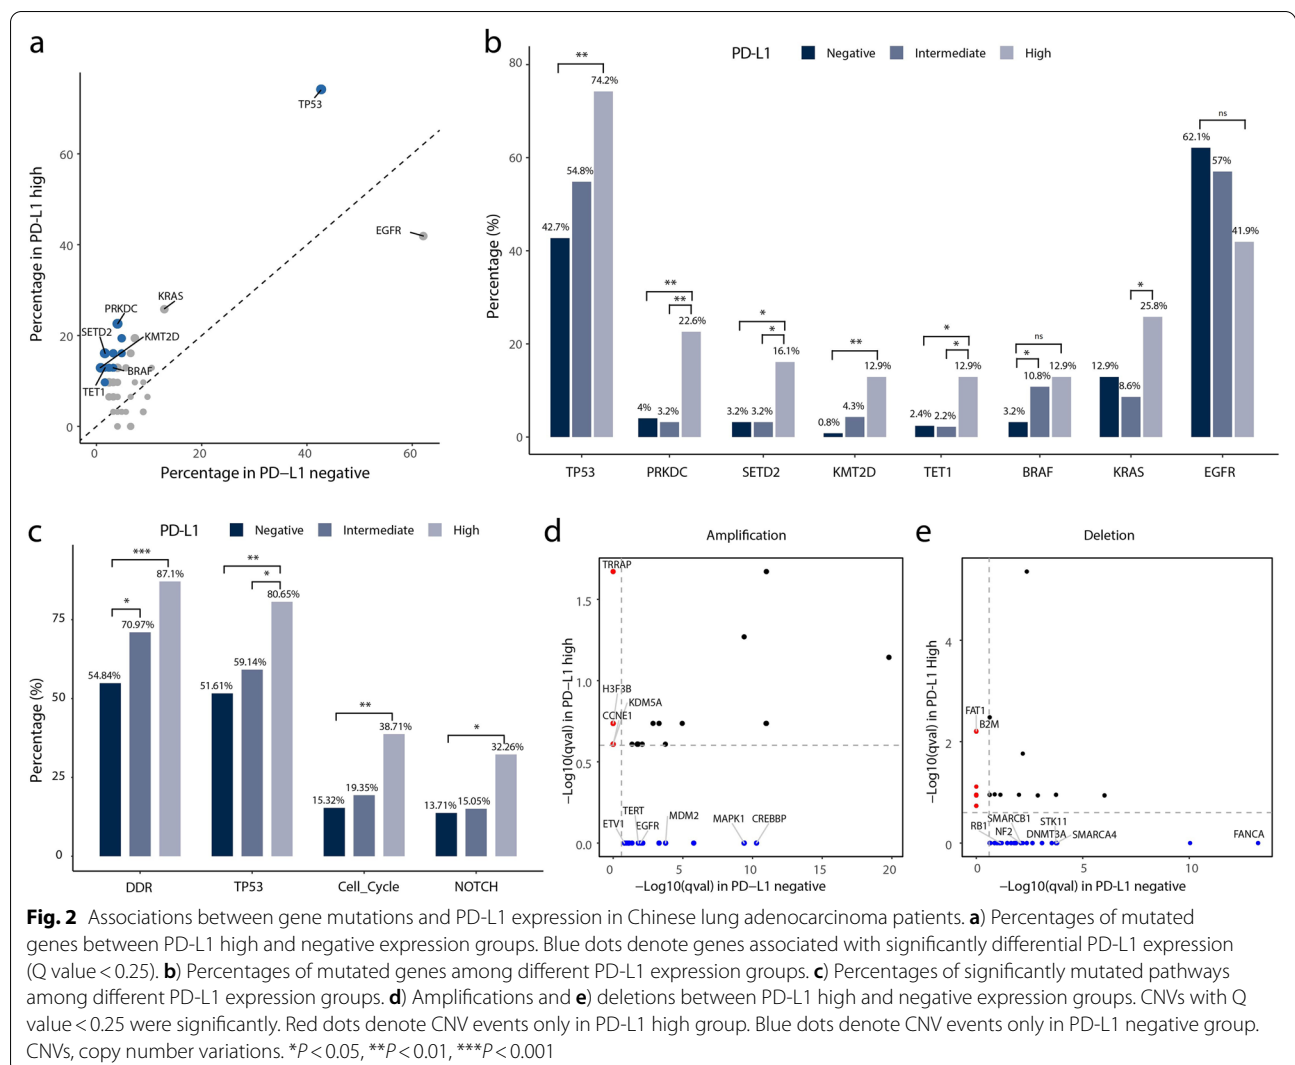 a
Percentage in PD-L1 high
60
40
20
0
TP53
EGFR
KRAS
PRKDC
SETD2
KMT2D
BRAF
TET1
0 20 40 60
Percentage in PD–L1 negative
b
PD-L1 Negative Intermediate High
Percentage (%)
80
60
40
20
0
** ** ** * * ** * * ns * * ns
42.7% 54.8% 74.2%
4% 3.2% 22.6%
3.2% 3.2% 16.1%
0.8% 4.3% 12.9%
2.4% 2.2% 12.9%
3.2% 10.8% 12.9%
12.9% 8.6% 25.8%
62.1% 57% 41.9%
TP53 PRKDC SETD2 KMT2D TET1 BRAF KRAS EGFR
c
PD-L1 Negative Intermediate High
Percentage (%)
75
50
25
0
*** * ** * ** *
54.84% 70.97% 87.1%
51.61% 59.14% 80.65%
15.32% 19.35% 38.71%
13.71% 15.05% 32.26%
DDR TP53 Cell_Cycle NOTCH
d
Amplification
−Log10(qval) in PD−L1 high
1.5
1.0
0.5
0.0
TRRAP
H3F3B
KDM5A
CCNE1
TERT
ETV1
EGFR
MDM2
MAPK1
CREBBP
0 5 10 15 20
−Log10(qval) in PD−L1 negative
e
Deletion
−Log10(qval) in PD-L1 High
4
2
0
FAT1
B2M
SMARCB1
STK11
RB1
NF2
DNMT3A
SMARCA4
FANCA
0 5 10
−Log10(qval) in PD-L1 negative
Fig. 2 Associations between gene mutations and PD-L1 expression in Chinese lung adenocarcinoma patients. a) Percentages of mutated
genes between PD-L1 high and negative expression groups. Blue dots denote genes associated with significantly differential PD-L1 expression
(Q value < 0.25). b) Percentages of mutated genes among different PD-L1 expression groups. c) Percentages of significantly mutated pathways
among different PD-L1 expression groups. d) Amplifications and e) deletions between PD-L1 high and negative expression groups. CNVs with Q
value < 0.25 were significantly. Red dots denote CNV events only in PD-L1 high group. Blue dots denote CNV events only in PD-L1 negative group.
CNVs, copy number variations. *P < 0.05, **P < 0.01, ***P < 0.001